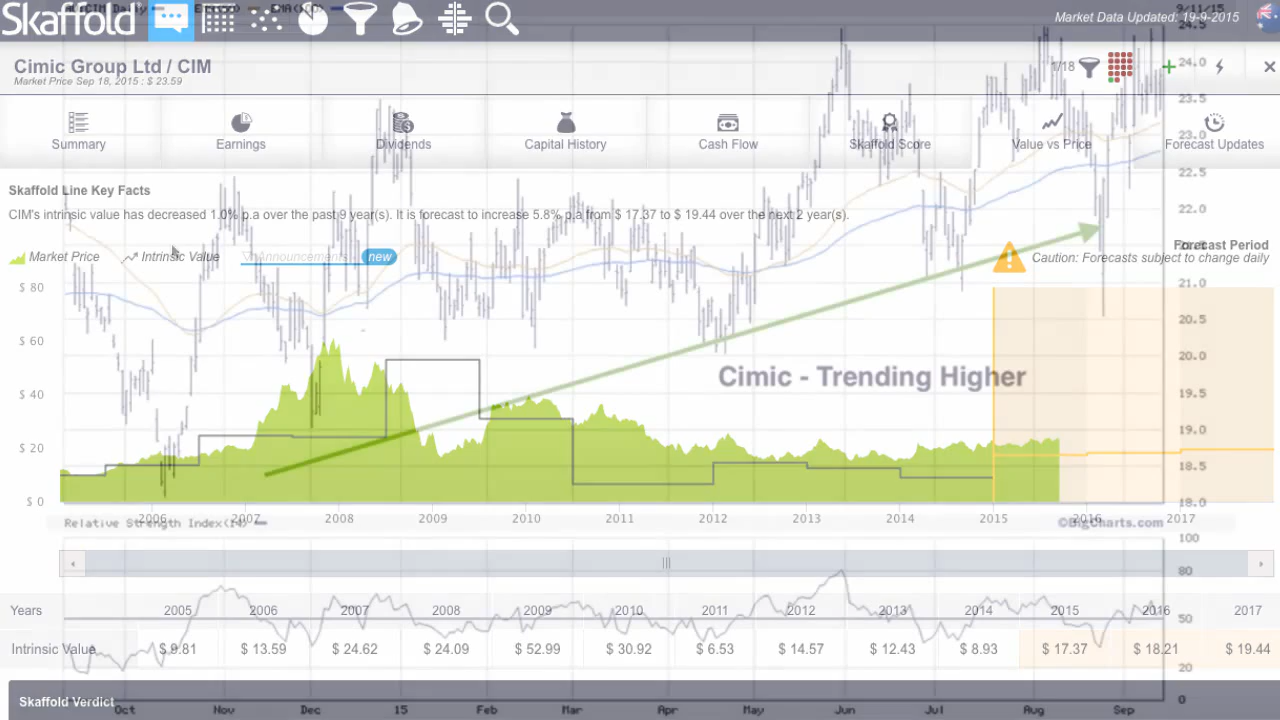 Skaffold
Market Data Updated: 19-9-2015
9/11/15
Cimic Group Ltd / CIM
Market Price Sep 18, 2015 : $ 23.59
1/18
Summary
Earnings
Dividends
Capital History
Cash Flow
Skaffold Score
Value vs Price
Forecast Updates
Skaffold Line Key Facts
CIM's intrinsic value has decreased 1.0% p.a over the past 9 year(s). It is forecast to increase 5.8% p.a from $ 17.37 to $ 19.44 over the next 2 year(s).
Market Price
Intrinsic Value
Announcements
new
Forecast Period
Caution: Forecasts subject to change daily
$ 80
$ 60
$ 40
$ 20
$ 0
24.5
24.0
23.5
23.0
22.5
22.0
21.0
20.5
20.0
19.5
19.0
18.5
18.0
Cimic - Trending Higher
2006 2007 2008 2009 2010 2011 2012 2013 2014 2015 2016 2017
Relative Strength Index(14)
©BigCharts.com
100
80
50
20
0
Years 2005 2006 2007 2008 2009 2010 2011 2012 2013 2014 2015 2016 2017
Intrinsic Value $ 9.81 $ 13.59 $ 24.62 $ 24.09 $ 52.99 $ 30.92 $ 6.53 $ 14.57 $ 12.43 $ 8.93 $ 17.37 $ 18.21 $ 19.44
Skaffold Verdict
Oct Nov Dec 15 Feb Mar Apr May Jun Jul Aug Sep